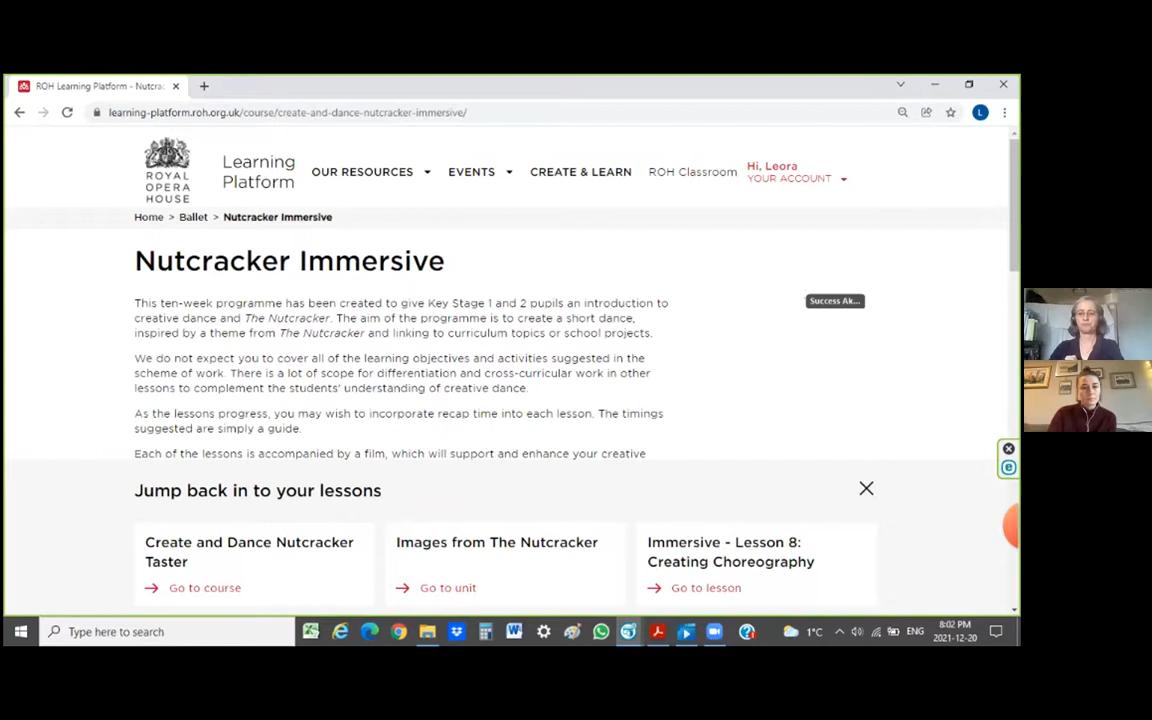 ROH Learning Platform - Nutcrac
learning-platform.roh.org.uk/course/create-and-dance-nutcracker-immersive/
L
ROYAL
OPERA
HOUSE
Learning
Platform
OUR RESOURCES
EVENTS
CREATE & LEARN
ROH Classroom
Hi, Leora
YOUR ACCOUNT
Home > Ballet > Nutcracker Immersive
Nutcracker Immersive
This ten-week programme has been created to give Key Stage 1 and 2 pupils an introduction to
creative dance and The Nutcracker. The aim of the programme is to create a short dance,
inspired by a theme from The Nutcracker and linking to curriculum topics or school projects.
Success Ak...
We do not expect you to cover all of the learning objectives and activities suggested in the
scheme of work. There is a lot of scope for differentiation and cross-curricular work in other
lessons to complement the students' understanding of creative dance.
As the lessons progress, you may wish to incorporate recap time into each lesson. The timings
suggested are simply a guide.
Each of the lessons is accompanied by a film, which will support and enhance your creative
Jump back in to your lessons
Create and Dance Nutcracker
Taster
Go to course
Images from The Nutcracker
Go to unit
Immersive - Lesson 8:
Creating Choreography
Go to lesson
Type here to search
1°C
ENG
8:02 PM
2021-12-20